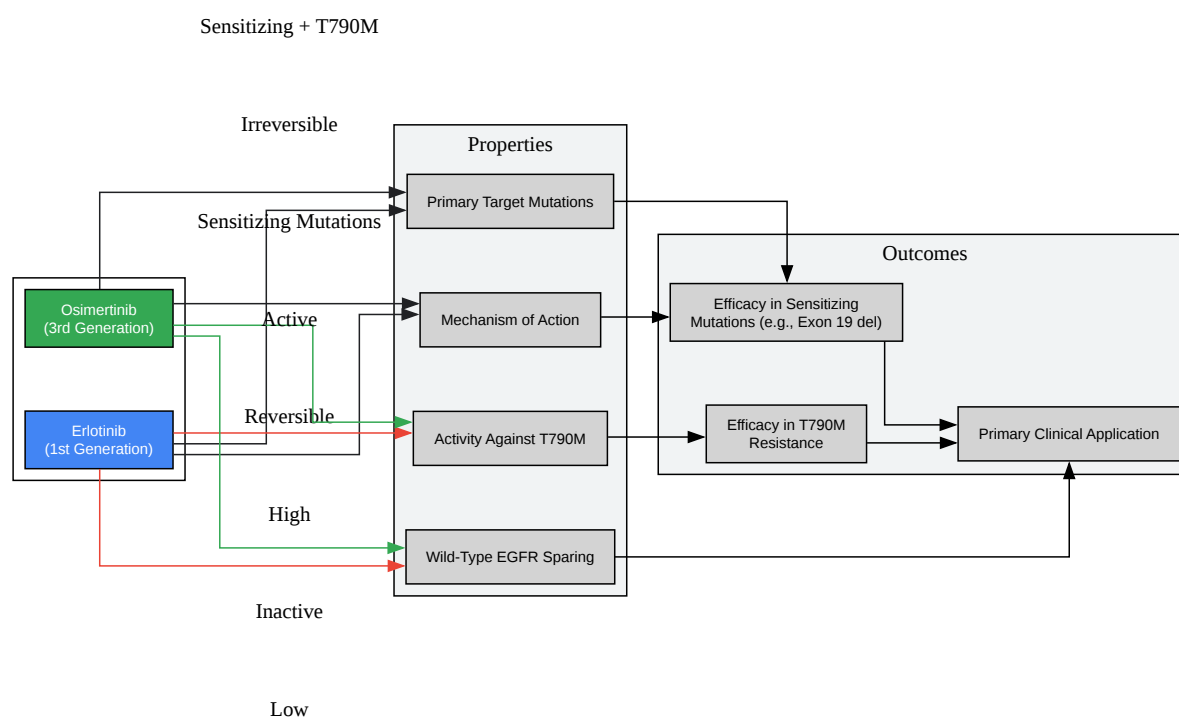 Sensitizing + T790M
Irreversible
Properties
Primary Target Mutations
Sensitizing Mutations
Outcomes
Osimertinib
(3rd Generation)
Efficacy in Sensitizing
Mutations (e.g., Exon 19 del)
Mechanism of Action
Active
Reversible
Erlotinib
(1st Generation)
Activity Against T790M
Efficacy in T790M
Resistance
Primary Clinical Application
High
Wild-Type EGFR Sparing
Inactive
Low